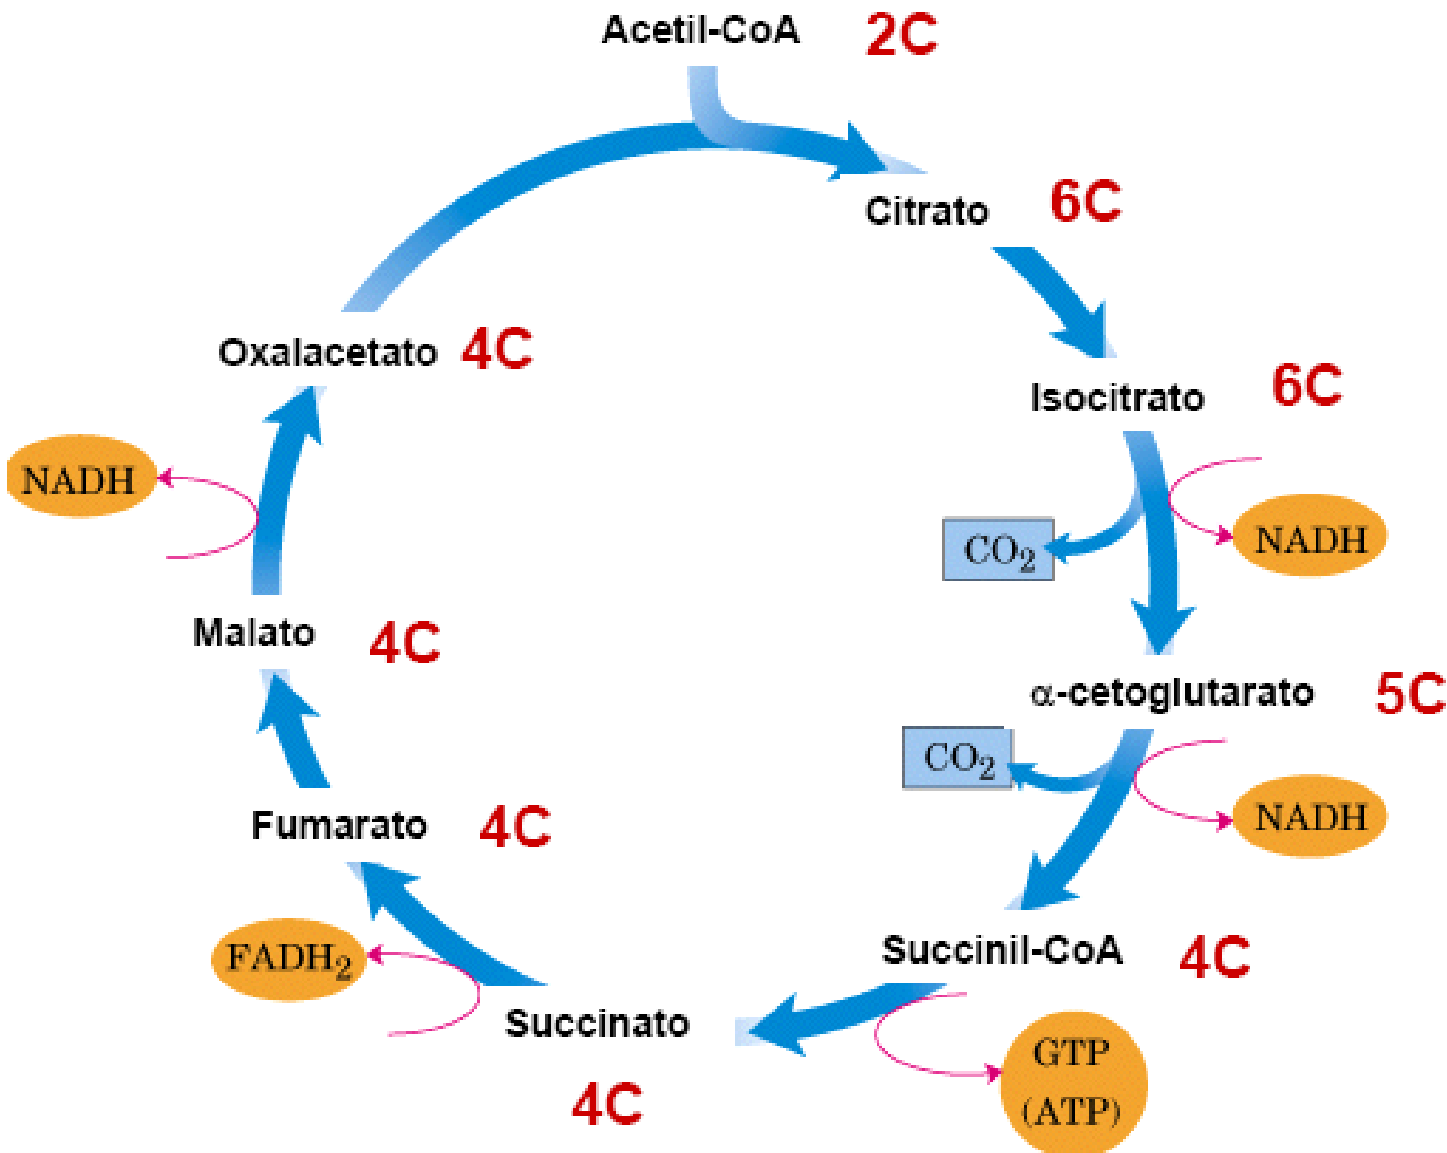 Acetil-CoA 2C
Citrato 6C
Oxalacetato 4C
Isocitrato 6C
NADH
CO2
NADH
Malato 4C
α-cetoglutarato 5C
CO2
NADH
Fumarato 4C
FADH2
Succinil-CoA 4C
Succinato
4C
GTP
(ATP)